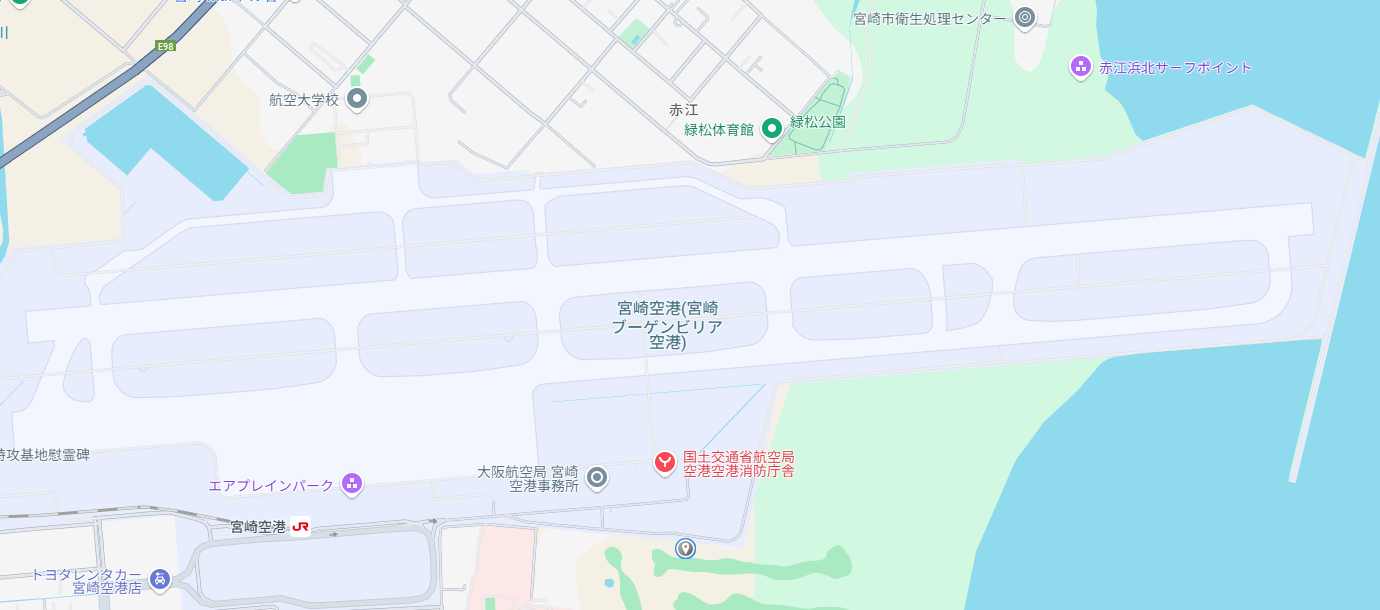 宮崎市衛生処理センター
E98
赤江浜北サーフポイント
航空大学校
赤江
緑松公園
緑松体育館
宮崎空港(宮崎
ブーゲンビリア
空港)
特攻基地慰霊碑
国土交通省航空局
空港空港消防庁舎
大阪航空局 宮崎
空港事務所
エアプレインパーク
宮崎空港
JR
トヨタレンタカー
宮崎空港店